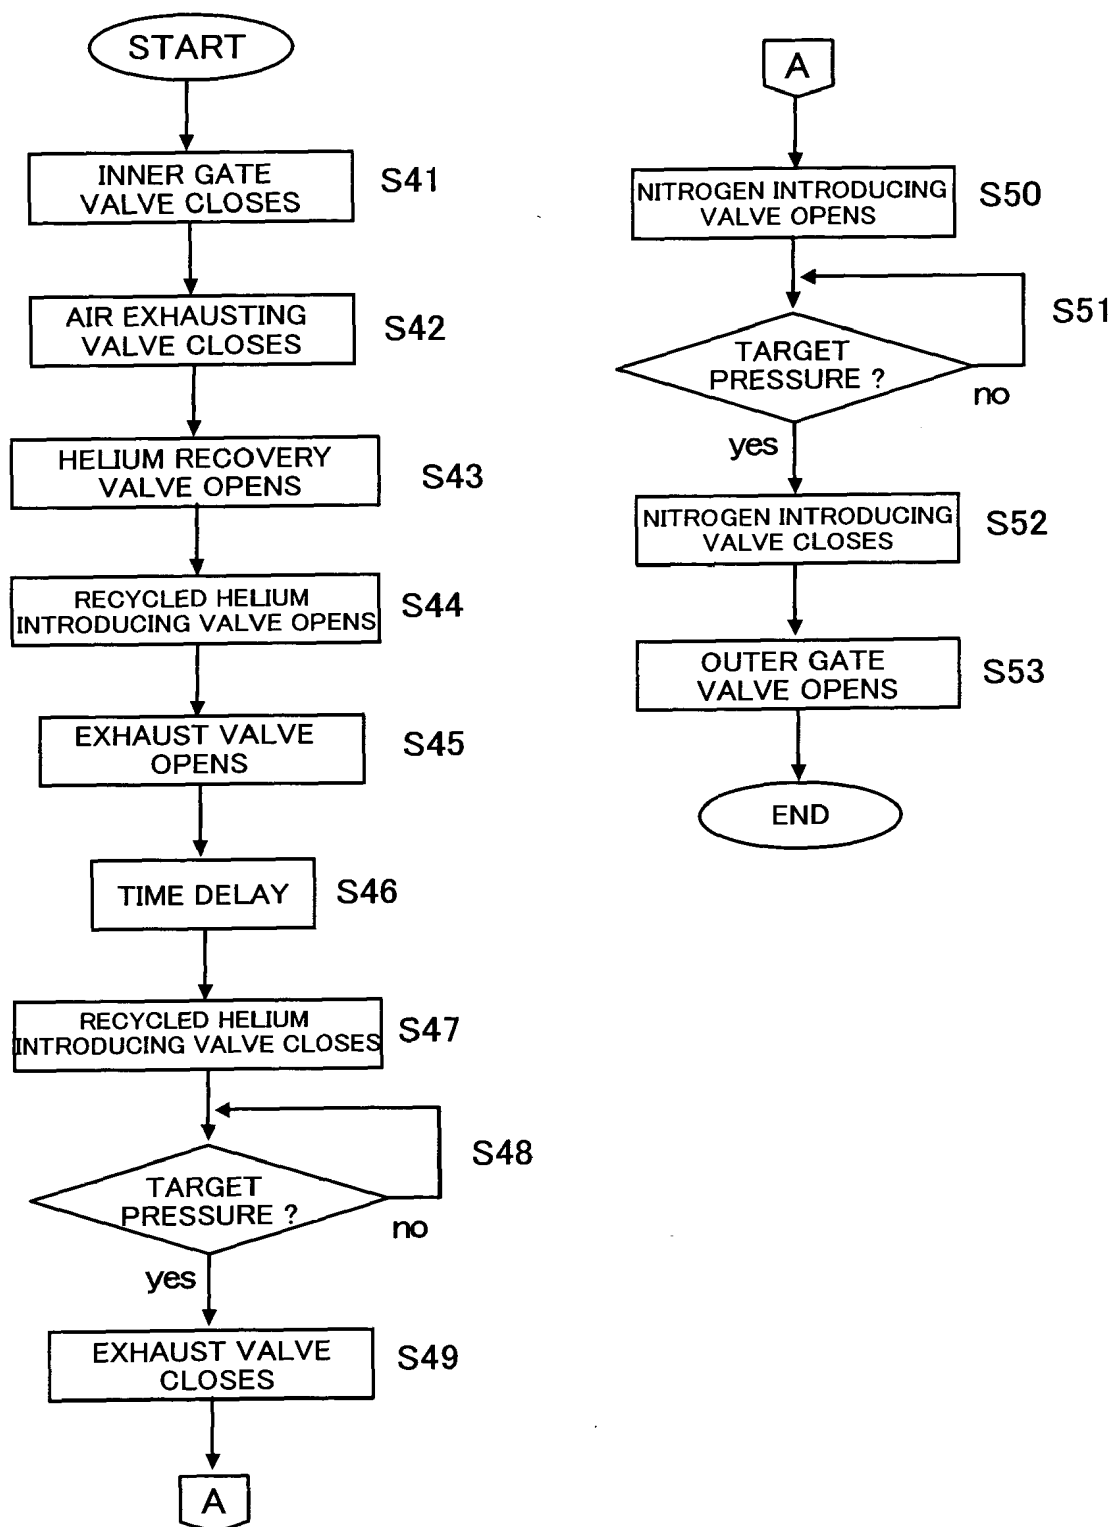 START
INNER GATE
VALVE CLOSES
S41
AIR EXHAUSTING
VALVE CLOSES
S42
HELIUM RECOVERY
VALVE OPENS
S43
RECYCLED HELIUM
INTRODUCING VALVE OPENS
S44
EXHAUST VALVE
OPENS
S45
TIME DELAY
S46
RECYCLED HELIUM
INTRODUCING VALVE CLOSES
S47
S48
TARGET
PRESSURE ?
no
yes
EXHAUST VALVE
CLOSES
S49
A
A
NITROGEN INTRODUCING
VALVE OPENS
S50
S51
TARGET
PRESSURE ?
no
yes
NITROGEN INTRODUCING
VALVE CLOSES
S52
OUTER GATE
VALVE OPENS
S53
END